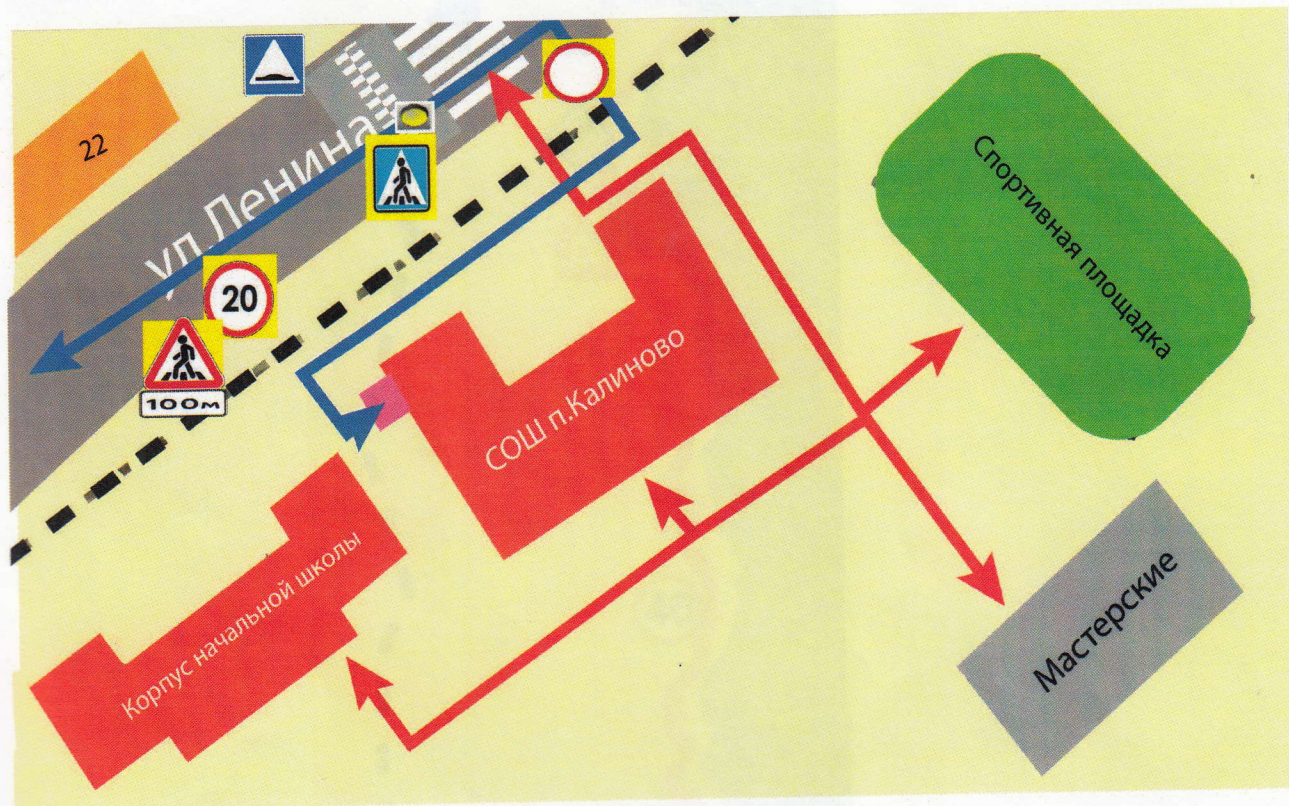 22
ул Ленина
20
100м
Спортивная площадка
СОШ п.Калиново
Корпус начальной школы
Мастерские